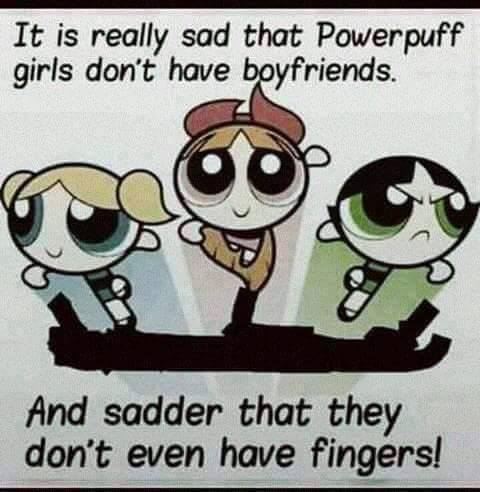 It is really sad that Powerpuff
girls don't have boyfriends.
And sadder that they
don't even have fingers!